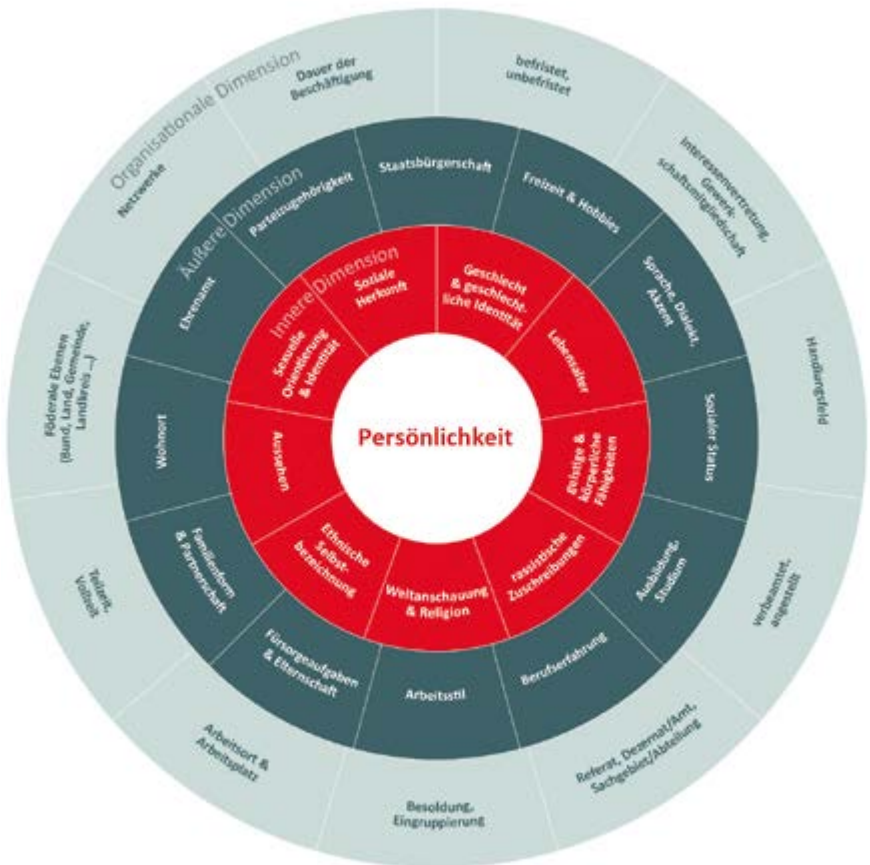 Organisationale Dimension
Netzwerke
Dauer der
Beschäftigung
befristet,
unbefristet
Interessenvertretung,
Gewerk-
schaftsmitgliedschaft
Handlungsfeld
verbeamtet,
angestellt
Referat, Dezernat/Amt,
Sachgebiet/Abteilung
Besoldung,
Eingruppierung
Arbeitsort &
Arbeitsplatz
Teilzeit,
Vollzeit
Föderale Ebenen
(Bund, Land, Gemeinde,
Landkreis ...)
Äußere Dimension
Parteizugehörigkeit
Staatsbürgerschaft
Freizeit & Hobbies
Sprache, Dialekt,
Akzent
Sozialer Status
Ausbildung,
Studium
Berufserfahrung
Arbeitsstil
Fürsorgeaufgaben
& Elternschaft
Familienform
& Partnerschaft
Wohnort
Ehrenamt
Innere Dimension
Soziale
Herkunft
Geschlecht
& geschlecht-
liche Identität
Lebensalter
geistige &
körperliche
Fähigkeiten
rassistische
Zuschreibungen
Weltanschauung
& Religion
Ethnische
Selbst-
bezeichnung
Aussehen
Sexuelle
Orientierung
& Identität
Persönlichkeit